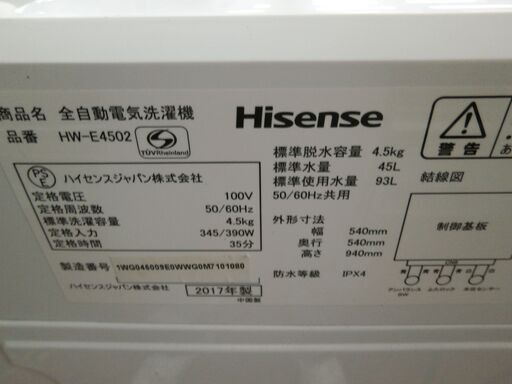 商品名 全自動電気洗濯機
品番 HW-E4502
TÜVRheinland
Hisense
PS
E
ハイセンスジャパン株式会社
定格電圧 100V
定格周波数 50/60Hz
標準洗濯容量 4.5kg
定格入力 345/390W
定格時間 35分
製造番号
ハイセンスジャパン株式会社 2017年製
中国製
標準脱水容量 4.5kg
標準水量 45L
標準使用水量 93L
50/60Hz共用
外形寸法
幅 540mm
奥行 540mm
高さ 940mm
防水等級 IPX4
警告
結線図
制御基板